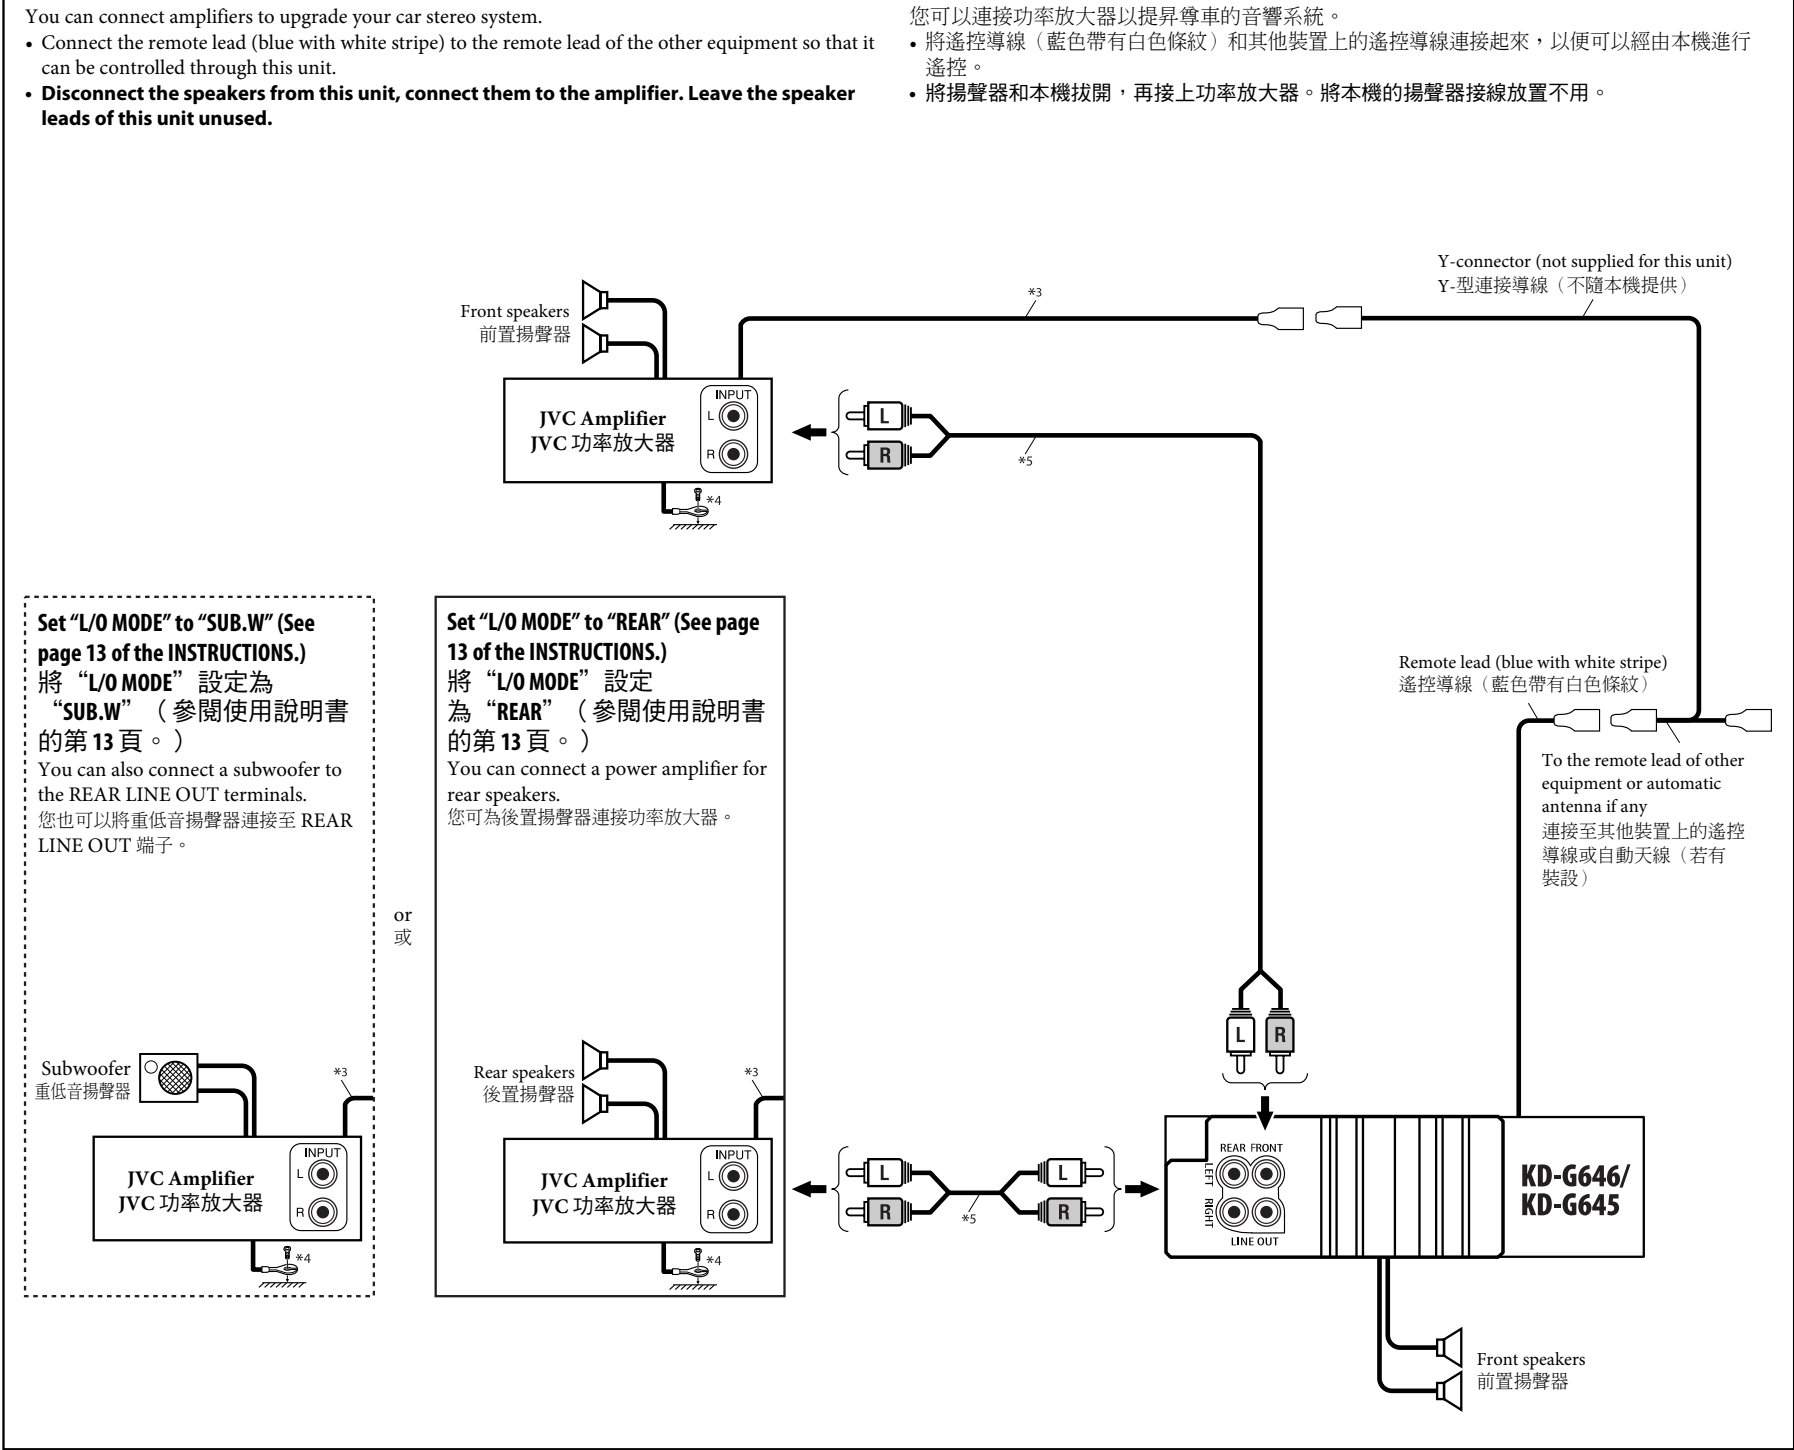 You can connect amplifiers to upgrade your car stereo system.
• Connect the remote lead (blue with white stripe) to the remote lead of the other equipment so that it
can be controlled through this unit.
• Disconnect the speakers from this unit, connect them to the amplifier. Leave the speaker
leads of this unit unused.
您可以連接功率放大器以提昇尊車的音響系統。
• 將遙控導線（藍色帶有白色條紋）和其他裝置上的遙控導線連接起來，以便可以經由本機進行
遙控。
• 將揚聲器和本機拔開，再接上功率放大器。將本機的揚聲器接線放置不用。
Y-connector (not supplied for this unit)
Y-型連接導線（不隨本機提供）
*3
Front speakers
前置揚聲器
INPUT
L
R
JVC Amplifier
JVC 功率放大器
L
R
*5
*4
Set “L/O MODE” to “SUB.W” (See
page 13 of the INSTRUCTIONS.)
將“L/O MODE”設定為
“SUB.W”（參閱使用說明書
的第 13 頁。）
You can also connect a subwoofer to
the REAR LINE OUT terminals.
您也可以將重低音揚聲器連接至 REAR
LINE OUT 端子。
Subwoofer
重低音揚聲器
*3
INPUT
L
R
JVC Amplifier
JVC 功率放大器
*4
or
或
Set “L/O MODE” to “REAR” (See page
13 of the INSTRUCTIONS.)
將“L/O MODE”設定
為“REAR”（參閱使用說明書
的第 13 頁。）
You can connect a power amplifier for
rear speakers.
您可為後置揚聲器連接功率放大器。
Rear speakers
後置揚聲器
*3
INPUT
L
R
JVC Amplifier
JVC 功率放大器
*4
L
R
*5
L
R
Remote lead (blue with white stripe)
遙控導線（藍色帶有白色條紋）
To the remote lead of other
equipment or automatic
antenna if any
連接至其他裝置上的遙控
導線或自動天線（若有
裝設）
L
R
REAR FRONT
LEFT
RIGHT
LINE OUT
KD-G646/
KD-G645
Front speakers
前置揚聲器